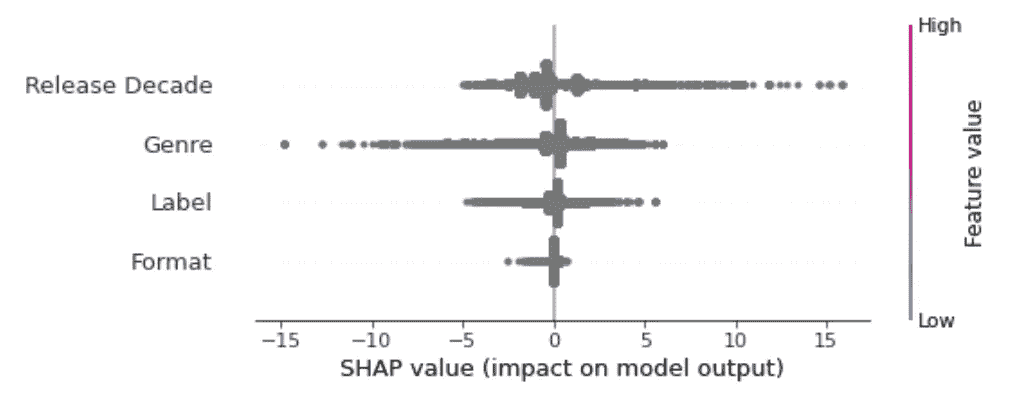 High
Release Decade
Genre
Label
Format
Feature value
Low
−15 −10 −5 0 5 10 15
SHAP value (impact on model output)